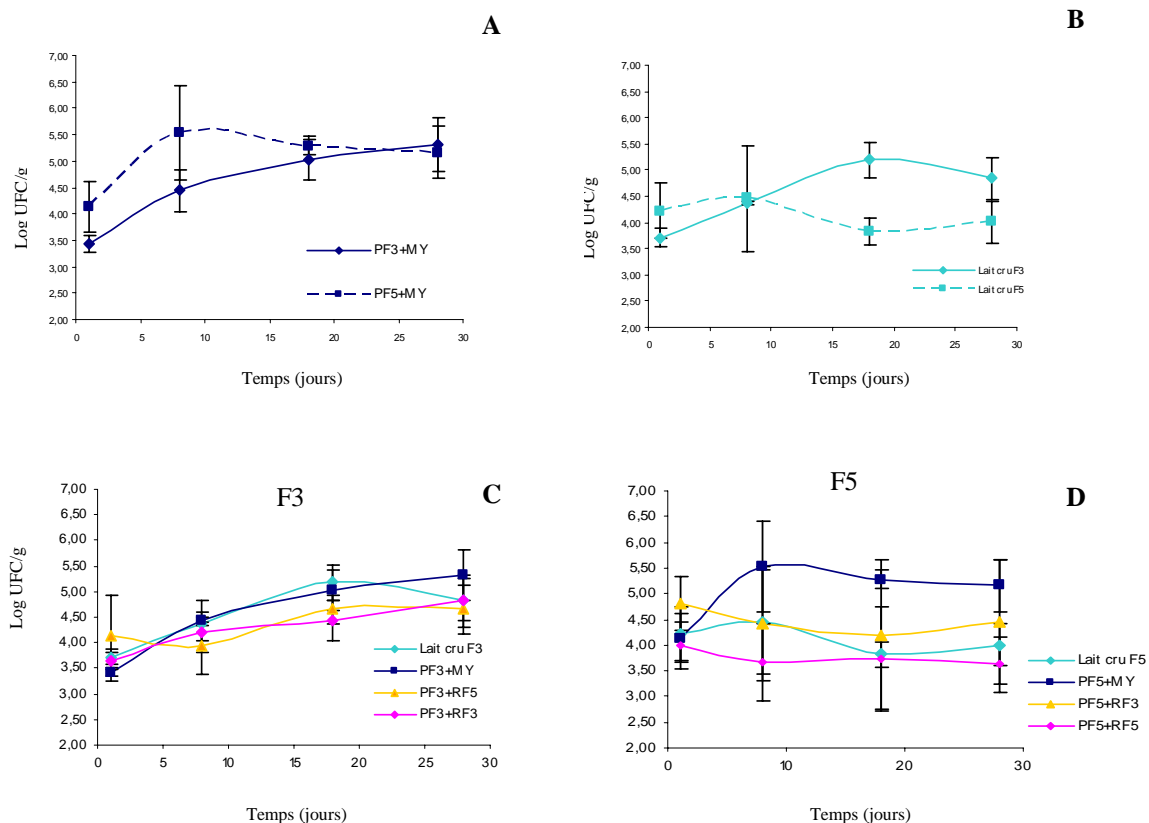 A
7,00
6,50
6,00
5,50
5,00
4,50
4,00
3,50
3,00
2,50
2,00
Log UFC/g
0 5 10 15 20 25 30
Temps (jours)
PF3+MY
PF5+MY
B
7,00
6,50
6,00
5,50
5,00
4,50
4,00
3,50
3,00
2,50
2,00
Log UFC/g
0 5 10 15 20 25 30
Temps (jours)
Lait cru F3
Lait cru F5
F3
C
7,00
6,50
6,00
5,50
5,00
4,50
4,00
3,50
3,00
2,50
2,00
Log UFC/g
0 5 10 15 20 25 30
Temps (jours)
Lait cru F3
PF3+MY
PF3+RF5
PF3+RF3
F5
D
7,00
6,50
6,00
5,50
5,00
4,50
4,00
3,50
3,00
2,50
2,00
0 10 20 30
Temps (jours)
Lait cru F5
PF5+MY
PF5+RF3
PF5+RF5